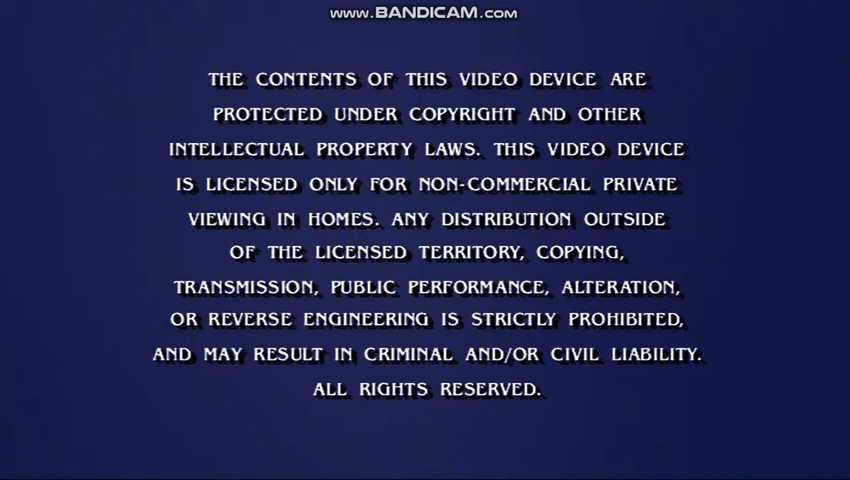 www.BANDICAM.com
THE CONTENTS OF THIS VIDEO DEVICE ARE
PROTECTED UNDER COPYRIGHT AND OTHER
INTELLECTUAL PROPERTY LAWS. THIS VIDEO DEVICE
IS LICENSED ONLY FOR NON-COMMERCIAL PRIVATE
VIEWING IN HOMES. ANY DISTRIBUTION OUTSIDE
OF THE LICENSED TERRITORY, COPYING,
TRANSMISSION, PUBLIC PERFORMANCE, ALTERATION,
OR REVERSE ENGINEERING IS STRICTLY PROHIBITED,
AND MAY RESULT IN CRIMINAL AND/OR CIVIL LIABILITY.
ALL RIGHTS RESERVED.